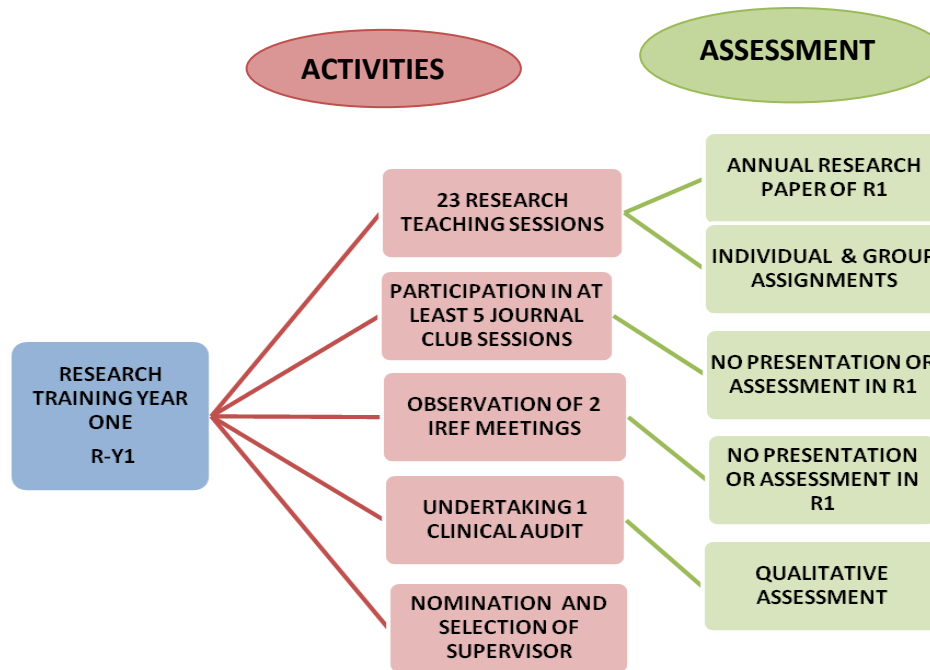 ACTIVITIES
ASSESSMENT
RESEARCH
TRAINING YEAR
ONE
R-Y1
23 RESEARCH
TEACHING SESSIONS
PARTICIPATION IN AT
LEAST 5 JOURNAL
CLUB SESSIONS
OBSERVATION OF 2
IREF MEETINGS
UNDERTAKING 1
CLINICAL AUDIT
NOMINATION AND
SELECTION OF
SUPERVISOR
ANNUAL RESEARCH
PAPER OF R1
INDIVIDUAL & GROUP
ASSIGNMENTS
NO PRESENTATION OR
ASSESSMENT IN R1
NO PRESENTATION
OR ASSESSMENT IN
R1
QUALITATIVE
ASSESSMENT